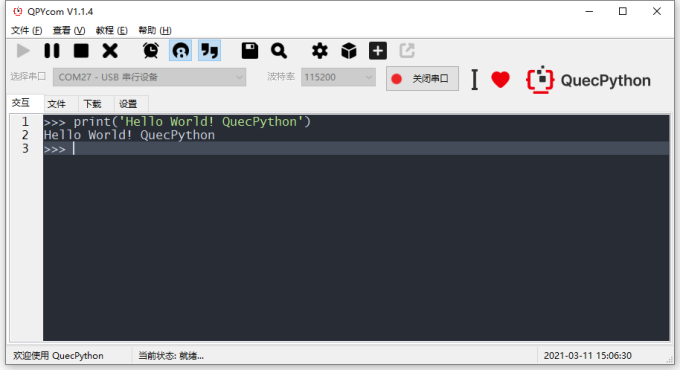 QPYcom V1.1.4
文件 (F) 查看 (V) 教程 (E) 帮助 (H)
选择串口 COM27 - USB 串行设备 波特率 115200 关闭串口 QuecPython
交互 文件 下载 设置
1 >>> print('Hello World! QuecPython')
2 Hello World! QuecPython
3 >>>
欢迎使用 QuecPython 当前状态: 就绪... 2021-03-11 15:06:30